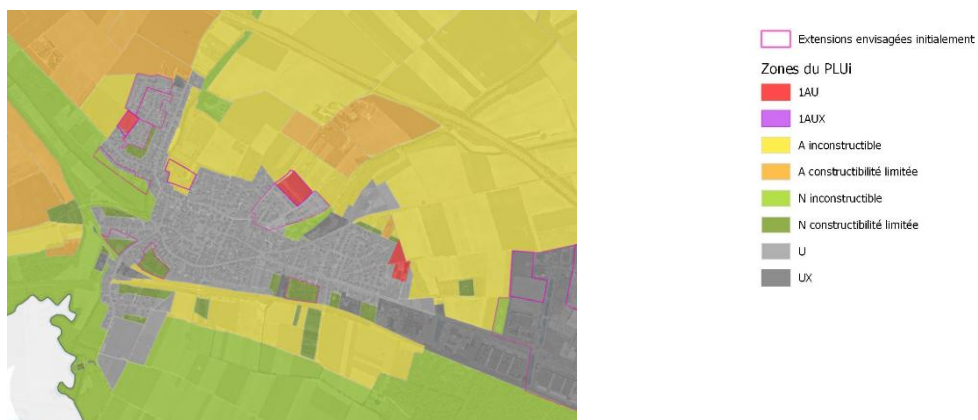 Extensions envisagées initialement
Zones du PLUi
1AU
1AUX
A inconstructible
A constructibilité limitée
N inconstructible
N constructibilité limitée
U
UX